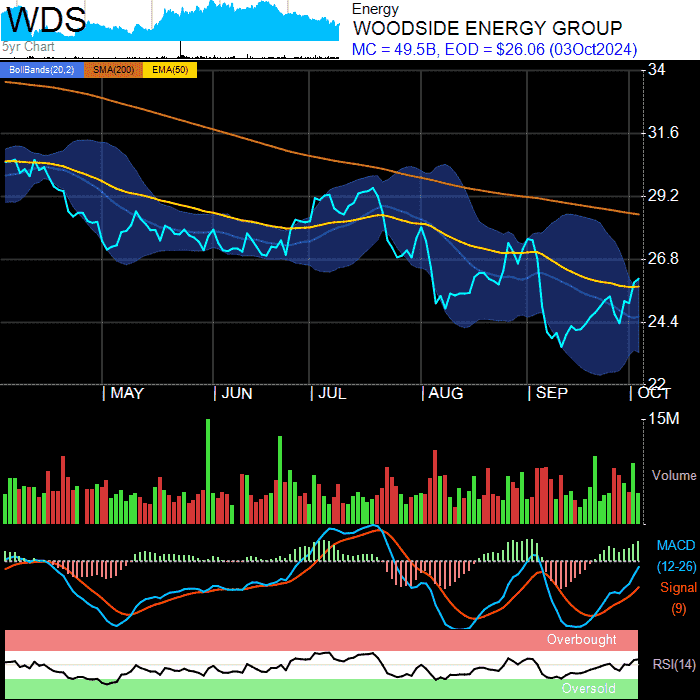 WDS
5yr Chart
Energy
WOODSIDE ENERGY GROUP
MC = 49.5B, EOD = $26.06 (03Oct2024)
BollBands(20,2) SMA(200) EMA(50)
34
31.6
29.2
26.8
24.4
22
MAY JUN JUL AUG SEP OCT
15M
Volume
MACD
(12-26)
Signal
(9)
Overbought
RSI(14)
Oversold